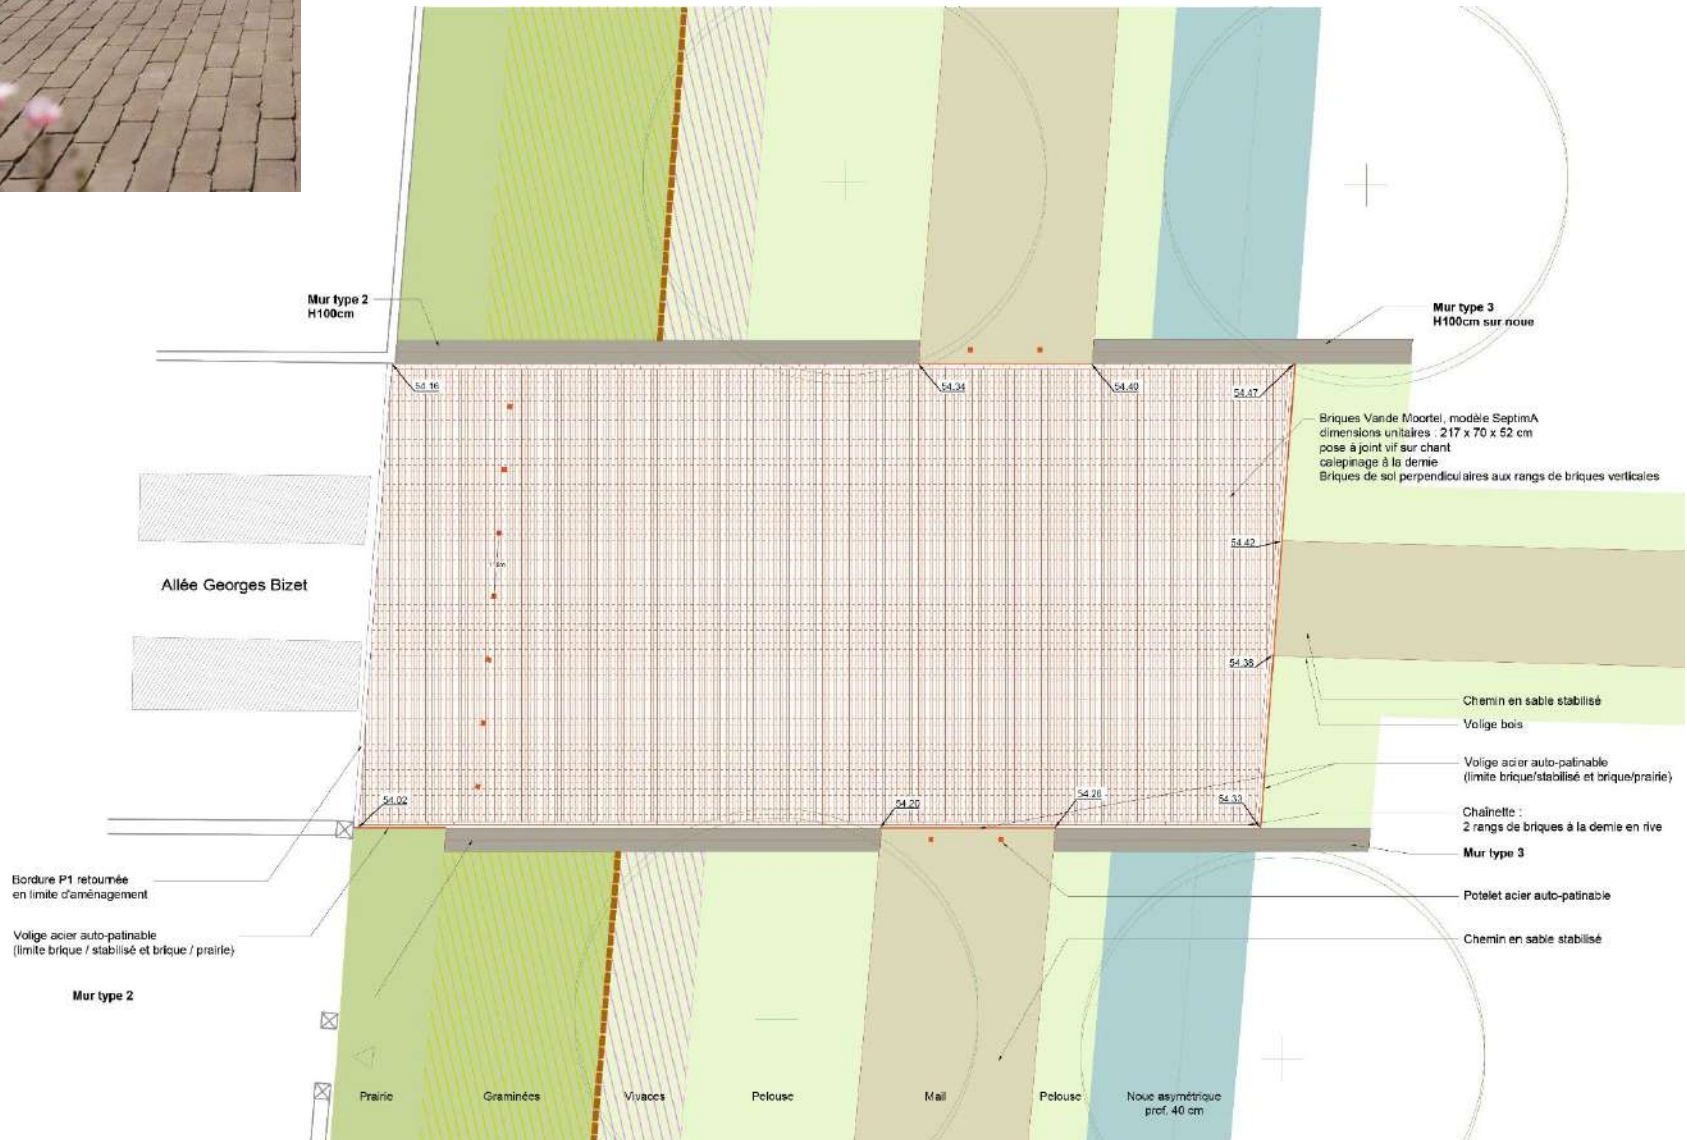 Mur type 2
H100cm
Mur type 3
H100cm sur noue
54.16
54.34
54.40
54.47
Briques Vande Moortel, modèle SeptimA
dimensions unitaires : 217 x 70 x 52 cm
pose à joint vif sur chant
calepinage à la demie
Briques de sol perpendiculaires aux rangs de briques verticales
54.42
Allée Georges Bizet
54.38
Chemin en sable stabilisé
Volige bois
Volige acier auto-patinable
(limite brique/stabilisé et brique/prairie)
54.02
54.20
54.28
54.33
Chaînette :
2 rangs de briques à la demie en rive
Mur type 3
Bordure P1 retournée
en limite d'aménagement
Potelet acier auto-patinable
Volige acier auto-patinable
(limite brique / stabilisé et brique / prairie)
Chemin en sable stabilisé
Mur type 2
Prairie
Graminées
Vivaces
Pelouse
Mail
Pelouse
Noue asymétrique
prof. 40 cm